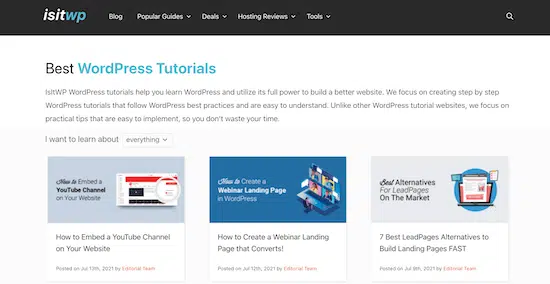 isitwp
Blog
Popular Guides
Deals
Hosting Reviews
Tools
Best WordPress Tutorials
IsItWP WordPress tutorials help you learn WordPress and utilize its full power to build a better website. We focus on creating step by step
WordPress tutorials that follow WordPress best practices and are easy to understand. Unlike other WordPress tutorial websites, we focus on
practical tips that are easy to implement, so you don't waste your time.
I want to learn about everything
How to Embed a
YouTube Channel
on Your Website
How to Create a
Webinar Landing Page
in WordPress
Best Alternatives
For LeadPages
On The Market
How to Embed a YouTube Channel
on Your Website
Posted on Jul 13th, 2021 by Editorial Team
How to Create a Webinar Landing
Page that Converts!
Posted on Jul 12th, 2021 by Editorial Team
7 Best LeadPages Alternatives to
Build Landing Pages FAST
Posted on Jul 8th, 2021 by Editorial Team